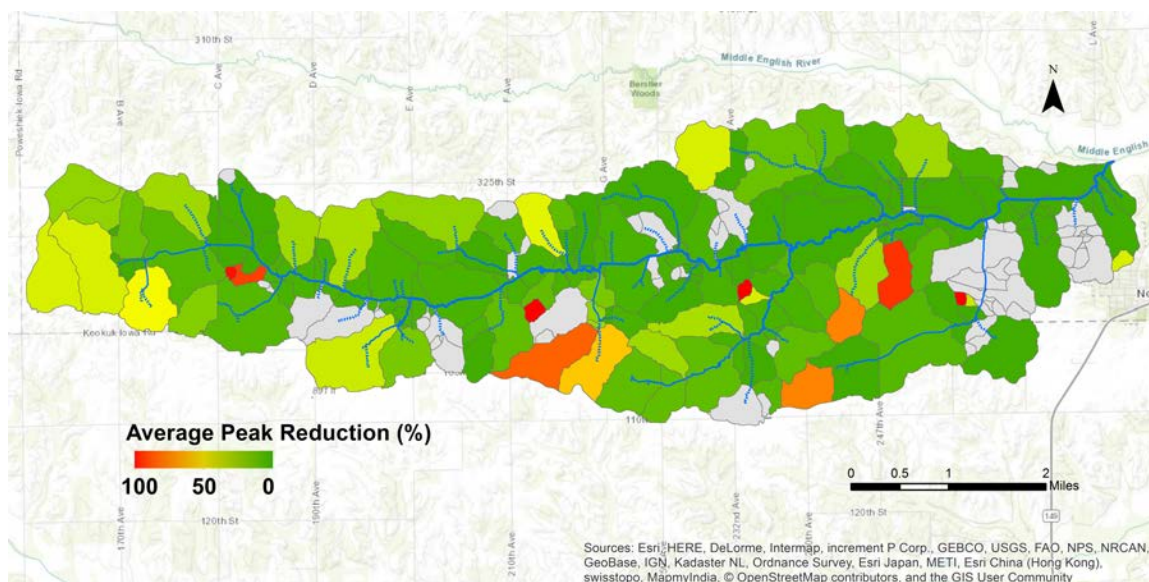 310th St
Middle English River
L Ave
N
Poweshiek Iowa Rd
B Ave
C Ave
D Ave
E Ave
F Ave
Berstler
Woods
Middle English
325th St
G Ave
Keokuk Iowa Rd
Average Peak Reduction (%)
100 50 0
247th Ave
0 0.5 1 2
Miles
170th Ave
120th St
190th Ave
210th Ave
232nd Ave
120th St
149
Sources: Esri, HERE, DeLorme, Intermap, increment P Corp., GEBCO, USGS, FAO, NPS, NRCAN,
GeoBase, IGN, Kadaster NL, Ordnance Survey, Esri Japan, METI, Esri China (Hong Kong),
swisstopo, MapmyIndia, © OpenStreetMap contributors, and the GIS User Community